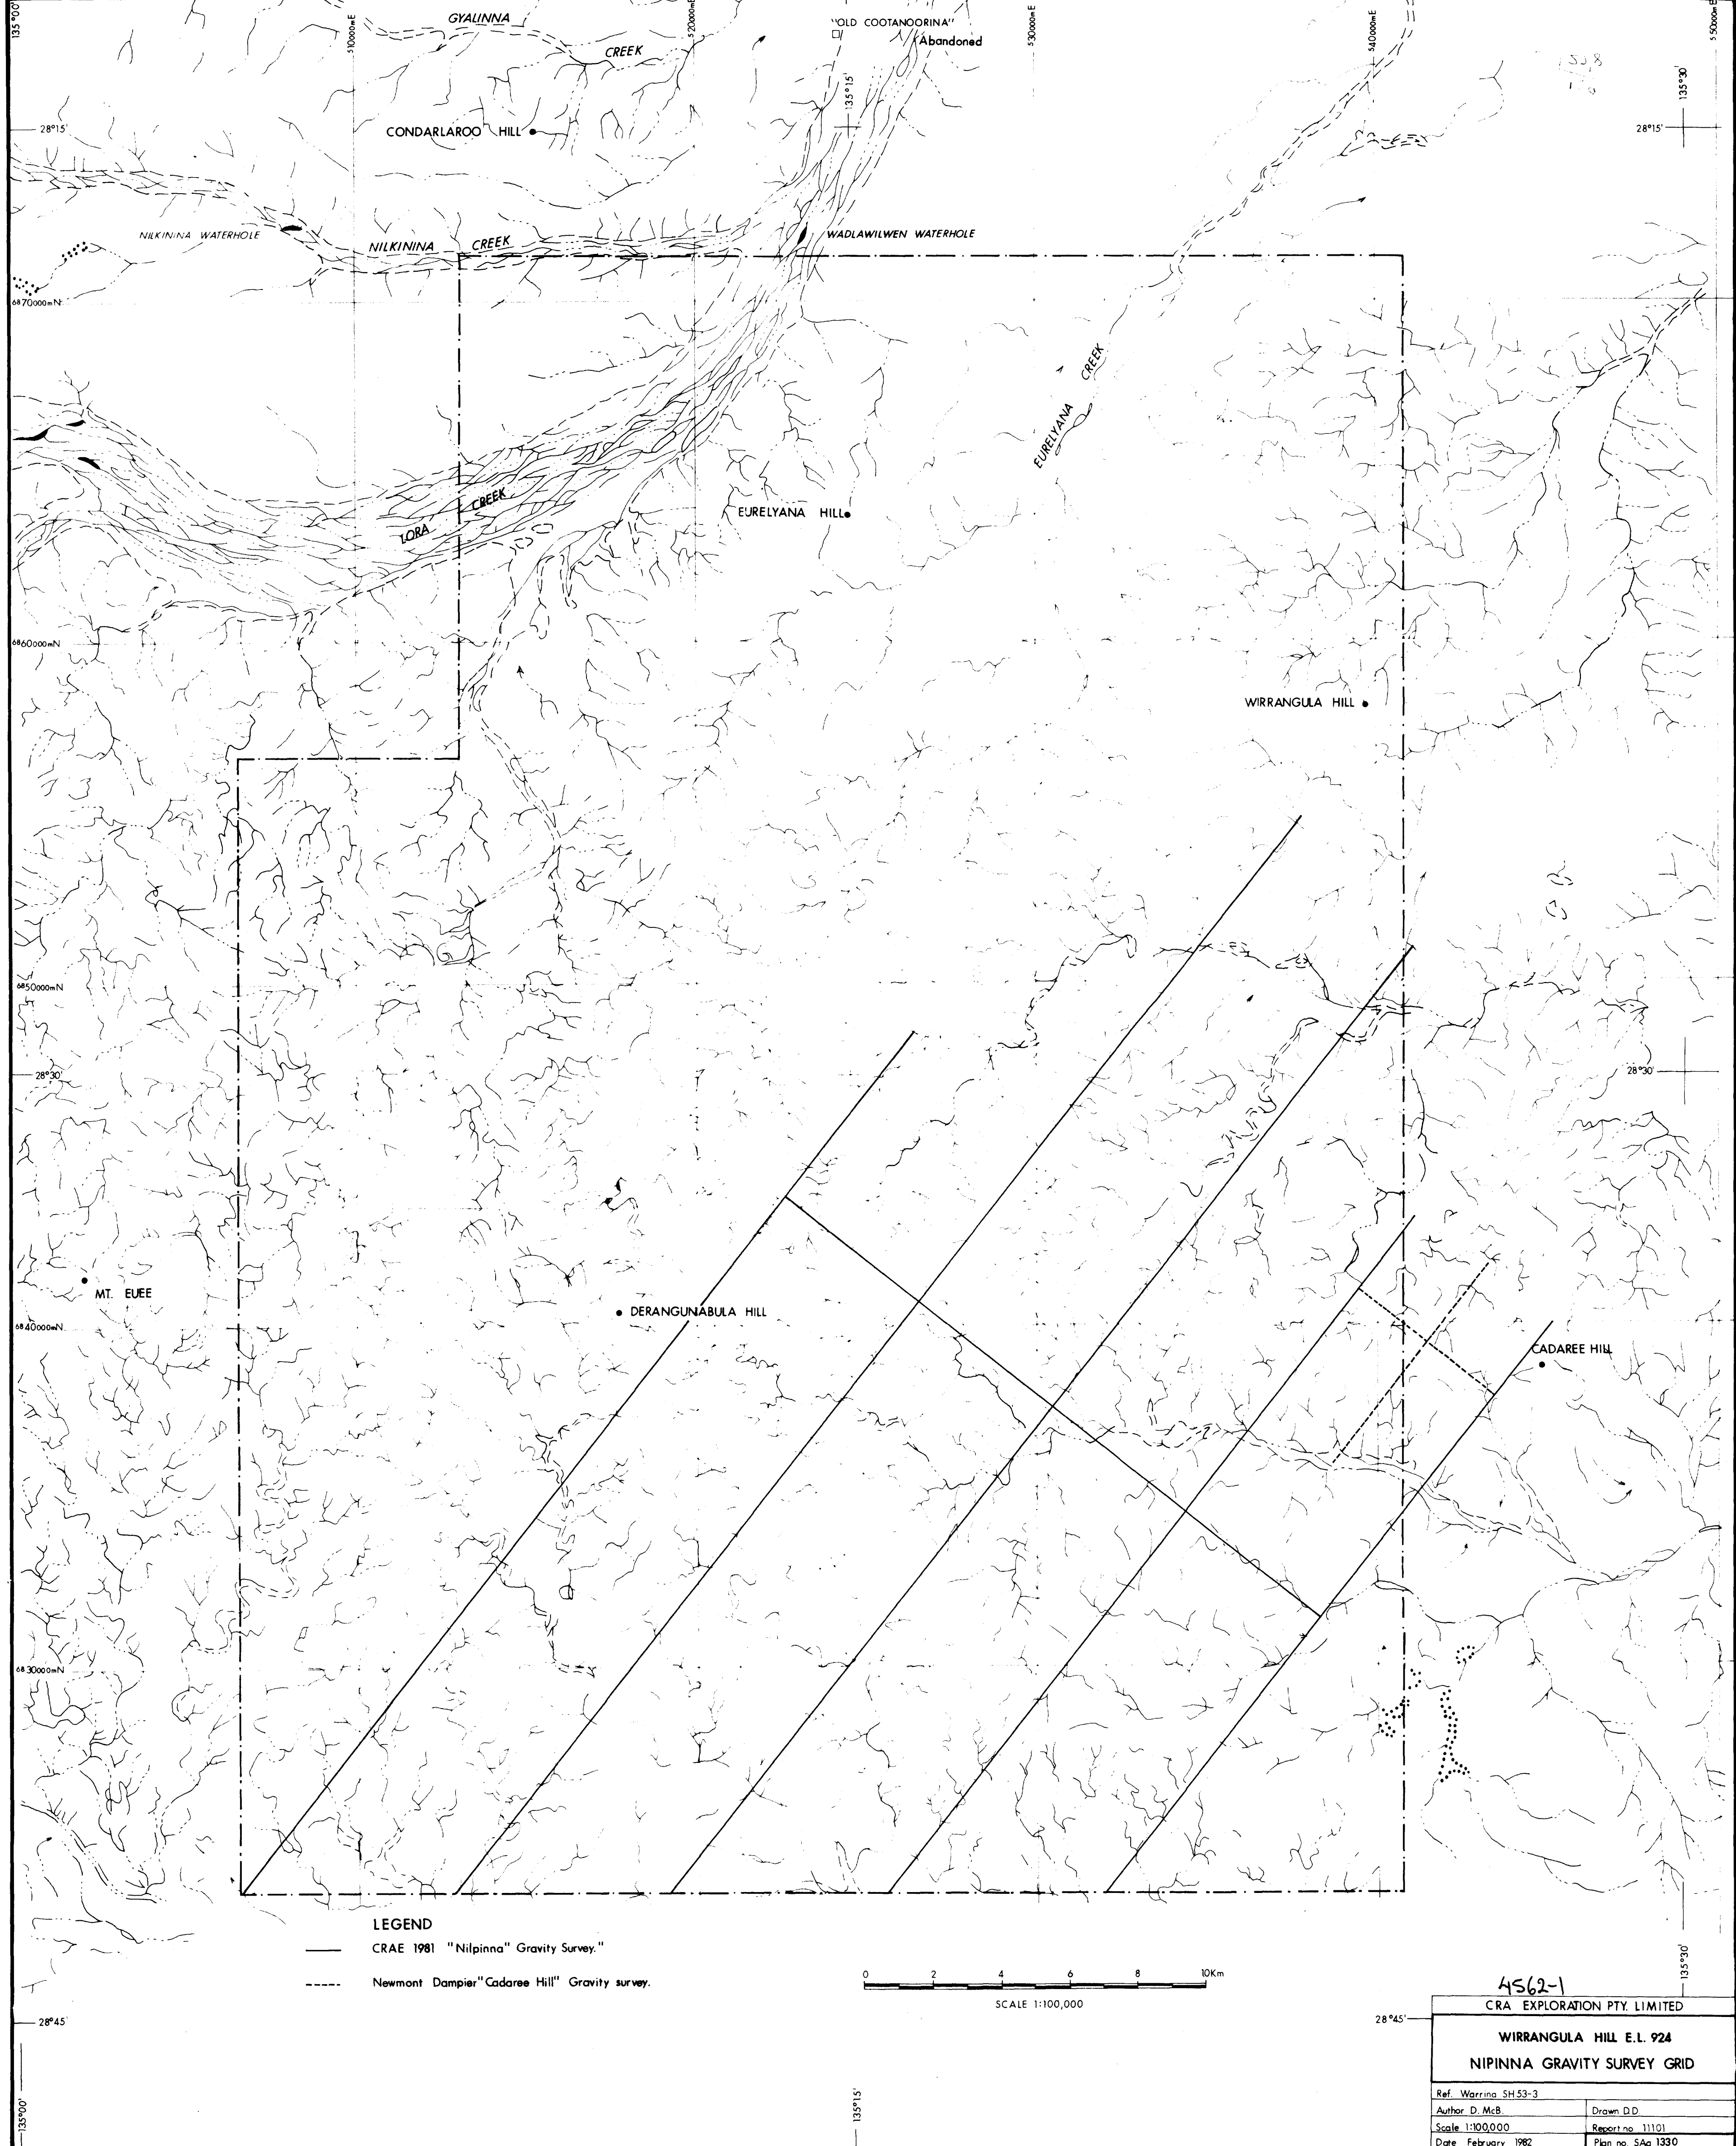 135°00'
510000mE
520000mE
530000mE
540000mE
550000mE
GYALINNA
CREEK
"OLD COOTANOORINA"
Abandoned
135°15'
135°30'
28°15'
CONDARLAROO HILL
28°15'
NILKININA WATERHOLE
NILKININA CREEK
WADLAWILWEN WATERHOLE
6870000mN
EURELYANA CREEK
LORA CREEK
EURELYANA HILL
6860000mN
WIRRANGULA HILL
6850000mN
28°30'
28°30'
MT. EUEE
DERANGUNABULA HILL
6840000mN
CADAREE HILL
6830000mN
LEGEND
CRAE 1981 "Nilpinna" Gravity Survey."
Newmont Dampier "Cadaree Hill" Gravity survey.
0 2 4 6 8 10Km
SCALE 1:100,000
135°30'
28°45'
28°45'
135°00'
135°15'
4562-1
CRA EXPLORATION PTY. LIMITED
WIRRANGULA HILL E.L. 924
NIPINNA GRAVITY SURVEY GRID
Ref. Warrina SH 53-3
Author D. McB. Drawn D.D.
Scale 1:100,000 Report no 11101
Date February 1982 Plan no. SAa 1330